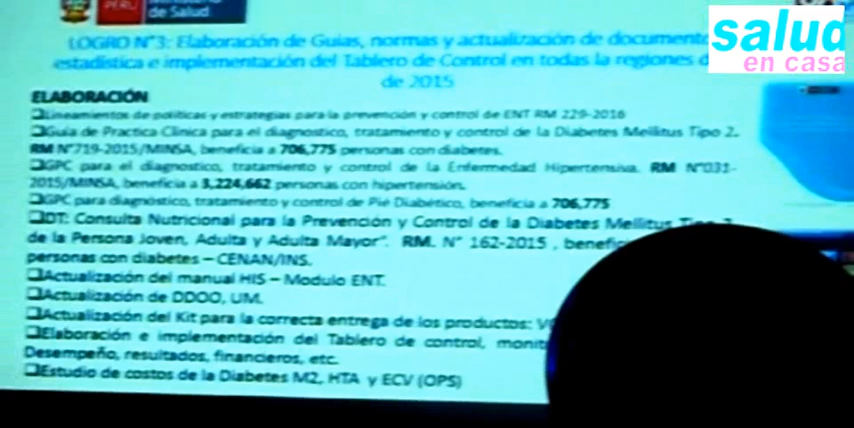 PERÚ
de Salud
salud
en casa
LOGRO N°3: Elaboración de Guias, normas y actualización de
estadística e implementación del Tablero de Control en todas la regiones
de 2015
ELABORACIÓN
❑Lineamientos de políticas y estrategias para la prevención y control de ENT RM 229-2016
❑Guia de Practica Clínica para el diagnostico, tratamiento y control de la Diabetes Mellitus Tipo 2.
RM N°719-2015/MINSA, beneficia a 706,775 personas con diabetes.
❑GPC para el diagnostico, tratamiento y control de la Enfermedad Hipertensiva. RM N°031-
2015/MINSA, beneficia a 3,224,662 personas con hipertensión.
❑GPC para diagnóstico, tratamiento y control de Pie Diabético, beneficia a 706,775
❑DT: Consulta Nutricional para la Prevención y Control de la Diabetes Mellitus Tipo 2
de la Persona Joven, Adulta y Adulta Mayor". RM. N° 162-2015 ,
personas con diabetes – CENAN/INS.
❑Actualización del manual HIS – Modulo ENT.
❑Actualización de DDOO, UM.
❑Actualización del Kit para la correcta entrega de los productos:
❑Elaboración e implementación del Tablero de control,
Desempeño, resultados, financieros, etc.
❑Estudio de costos de la Diabetes M2, HTA y ECV (OPS)